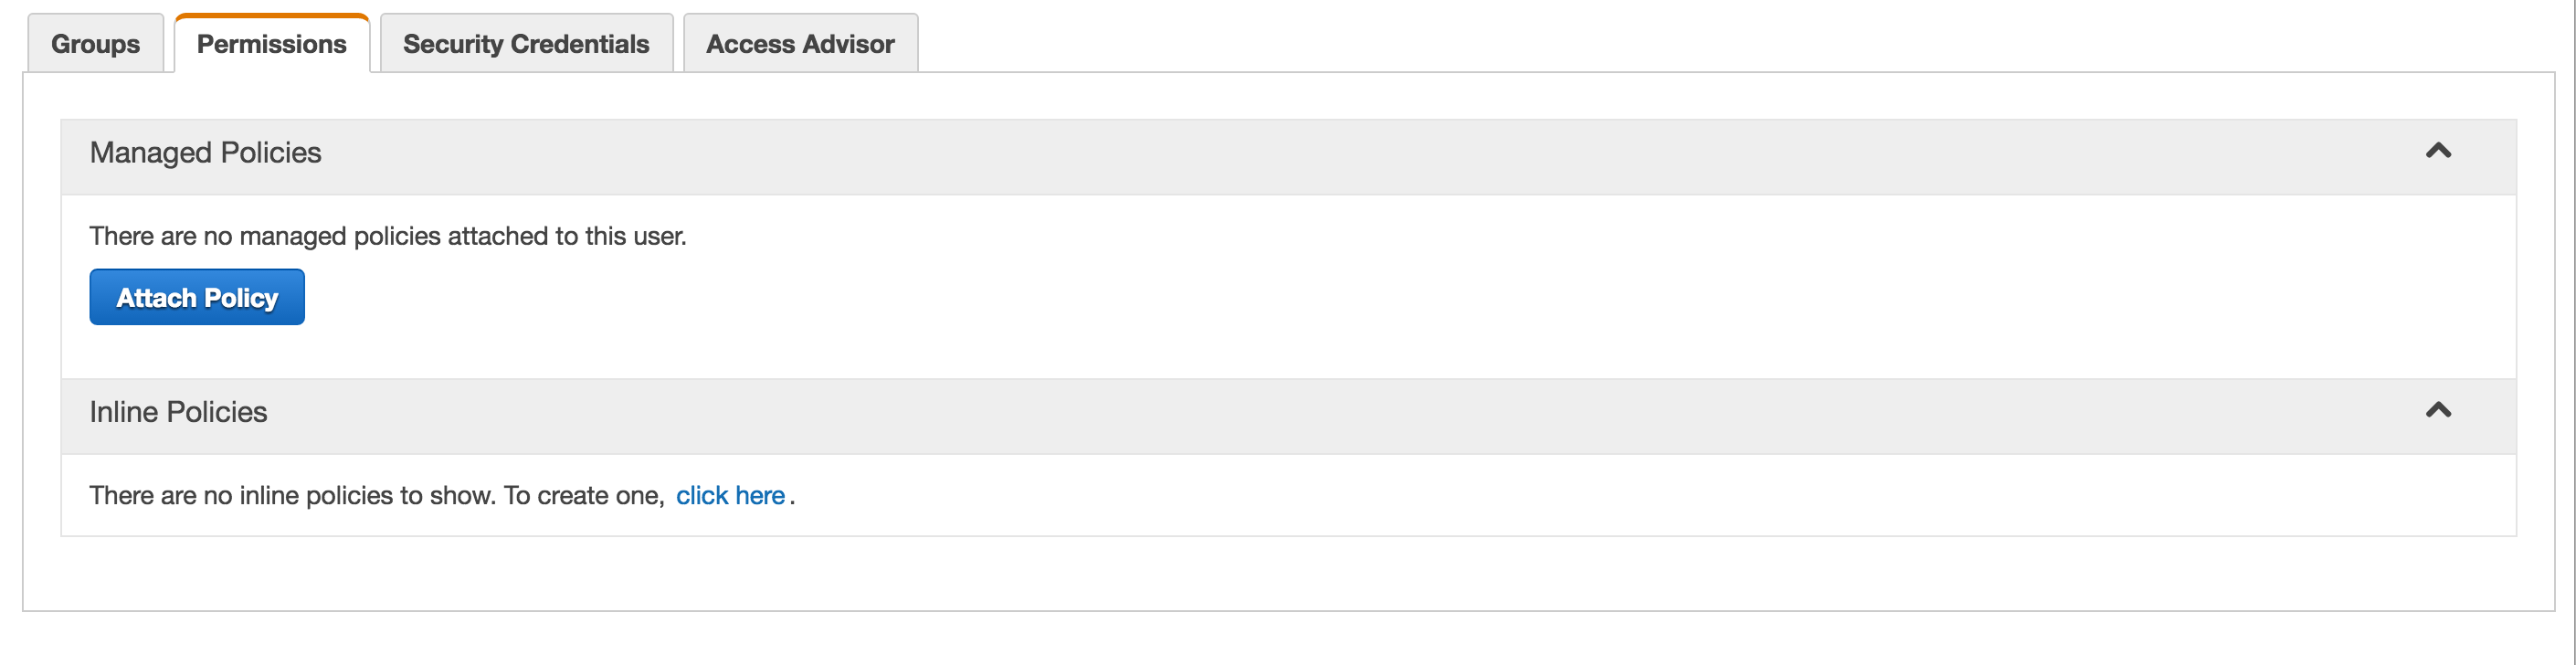 Groups Permissions Security Credentials Access Advisor
Managed Policies
There are no managed policies attached to this user.
Attach Policy
Inline Policies
There are no inline policies to show. To create one, click here.